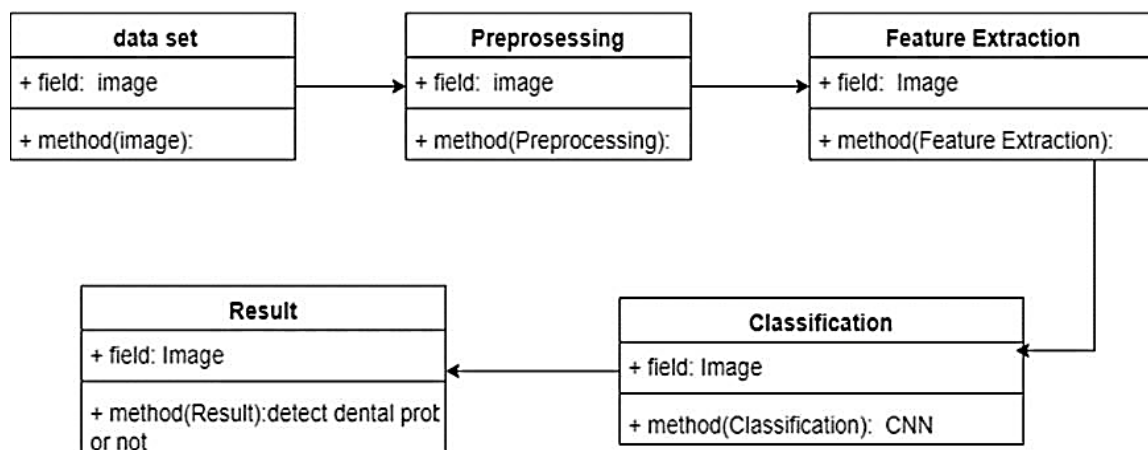 data set
+ field: image
+ method(image):
Preprosessing
+ field: image
+ method(Preprocessing):
Feature Extraction
+ field: Image
+ method(Feature Extraction):
Classification
+ field: Image
+ method(Classification): CNN
Result
+ field: Image
+ method(Result):detect dental
or not